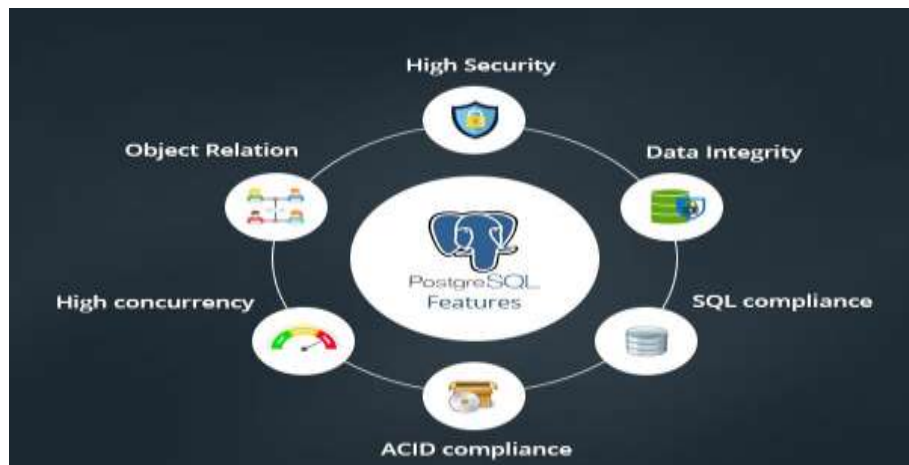 High Security
Object Relation
Data Integrity
PostgreSQL
Features
High concurrency
SQL compliance
ACID compliance